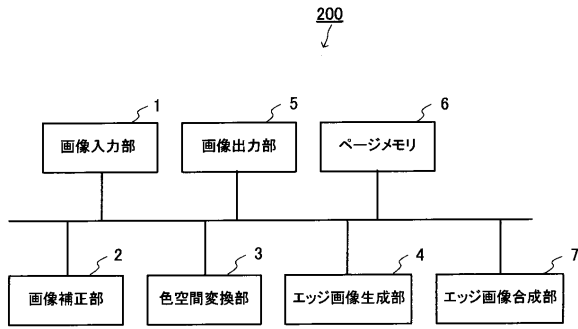 200
1
5
6
画像入力部
画像出力部
ページメモリ
2
3
4
7
画像補正部
色空間変換部
エッジ画像生成部
エッジ画像合成部